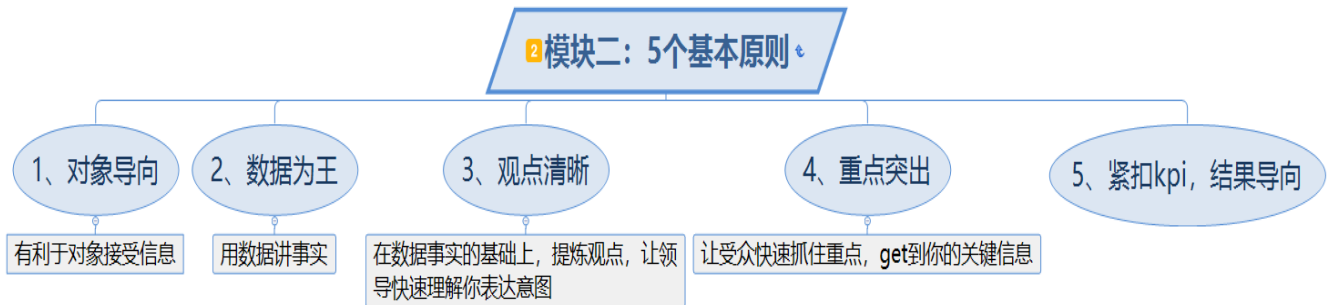 2 模块二：5个基本原则
1、对象导向
2、数据为王
3、观点清晰
4、重点突出
5、紧扣kpi，结果导向
有利于对象接受信息
用数据讲事实
在数据事实的基础上，提炼观点，让领
导快速理解你表达意图
让受众快速抓住重点，get到你的关键信息